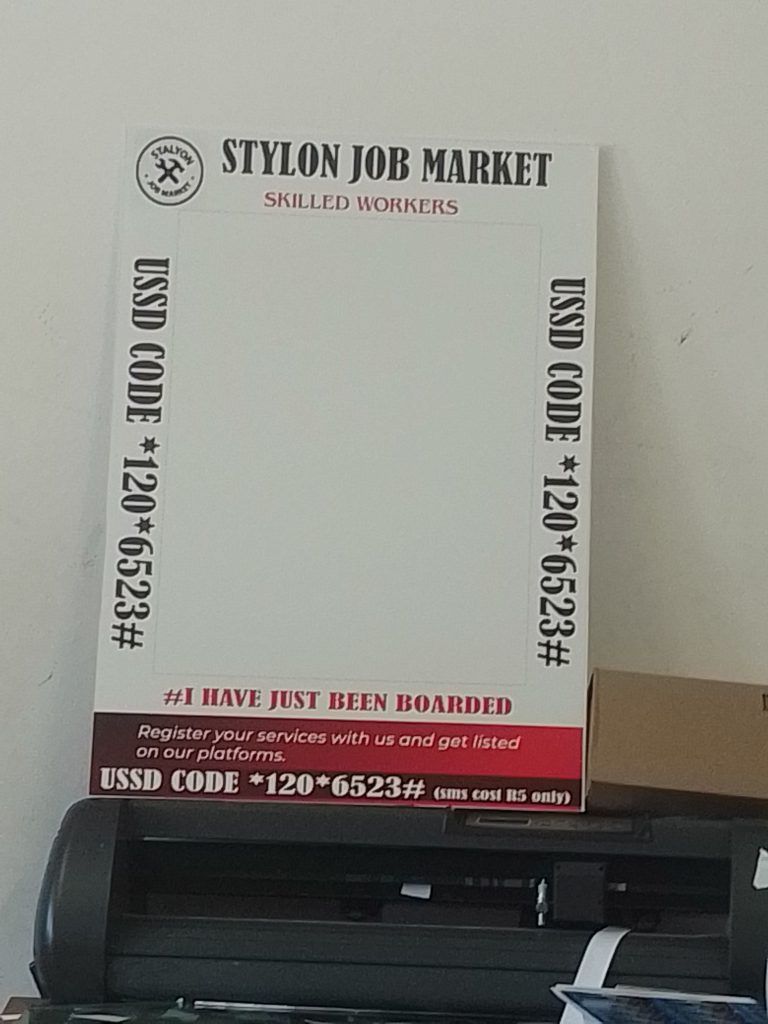 STALYON
JOB MARKET
STYLON JOB MARKET
SKILLED WORKERS
USSD CODE *120*6523#
USSD CODE *120*6523#
#I HAVE JUST BEEN BOARDED
Register your services with us and get listed
on our platforms.
USSD CODE *120*6523# (sms cost R5 only)